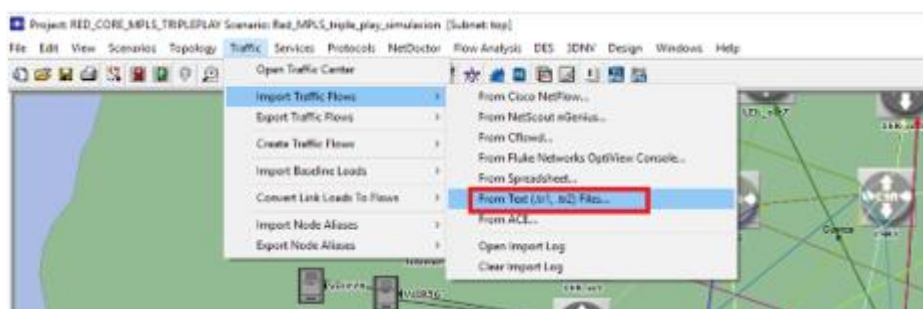 Project: RED_CORE_MPLS_TRIPLEPLAY Scenario: Red_MPLS_triple_play_simulacion [Subnet: top]
File Edit View Scenarios Topology Traffic Services Protocols NetDoctor Flow Analysis DES 3DNV Design Windows Help
Open Traffic Center
Import Traffic Flows
Export Traffic Flows
Create Traffic Flows
Import Baseline Loads
Convert Link Loads To Flows
Import Node Aliases
Export Node Aliases
From Cisco NetFlow...
From NetScout nGenius...
From Cflowd...
From Fluke Networks OptiView Console...
From Spreadsheet...
From Text (.tr1, .tr2) Files...
From ACE...
Open Import Log
Clear Import Log
Cuenca